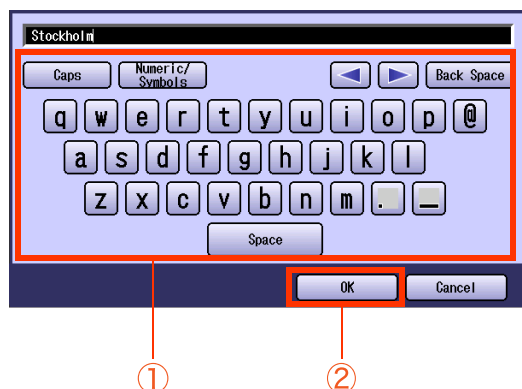 Stockholm
Caps Numeric/ Back Space
Symbols
q w e r t y u i o p @
a s d f g h j k l
z x c v b n m . _
Space
OK Cancel
① ②